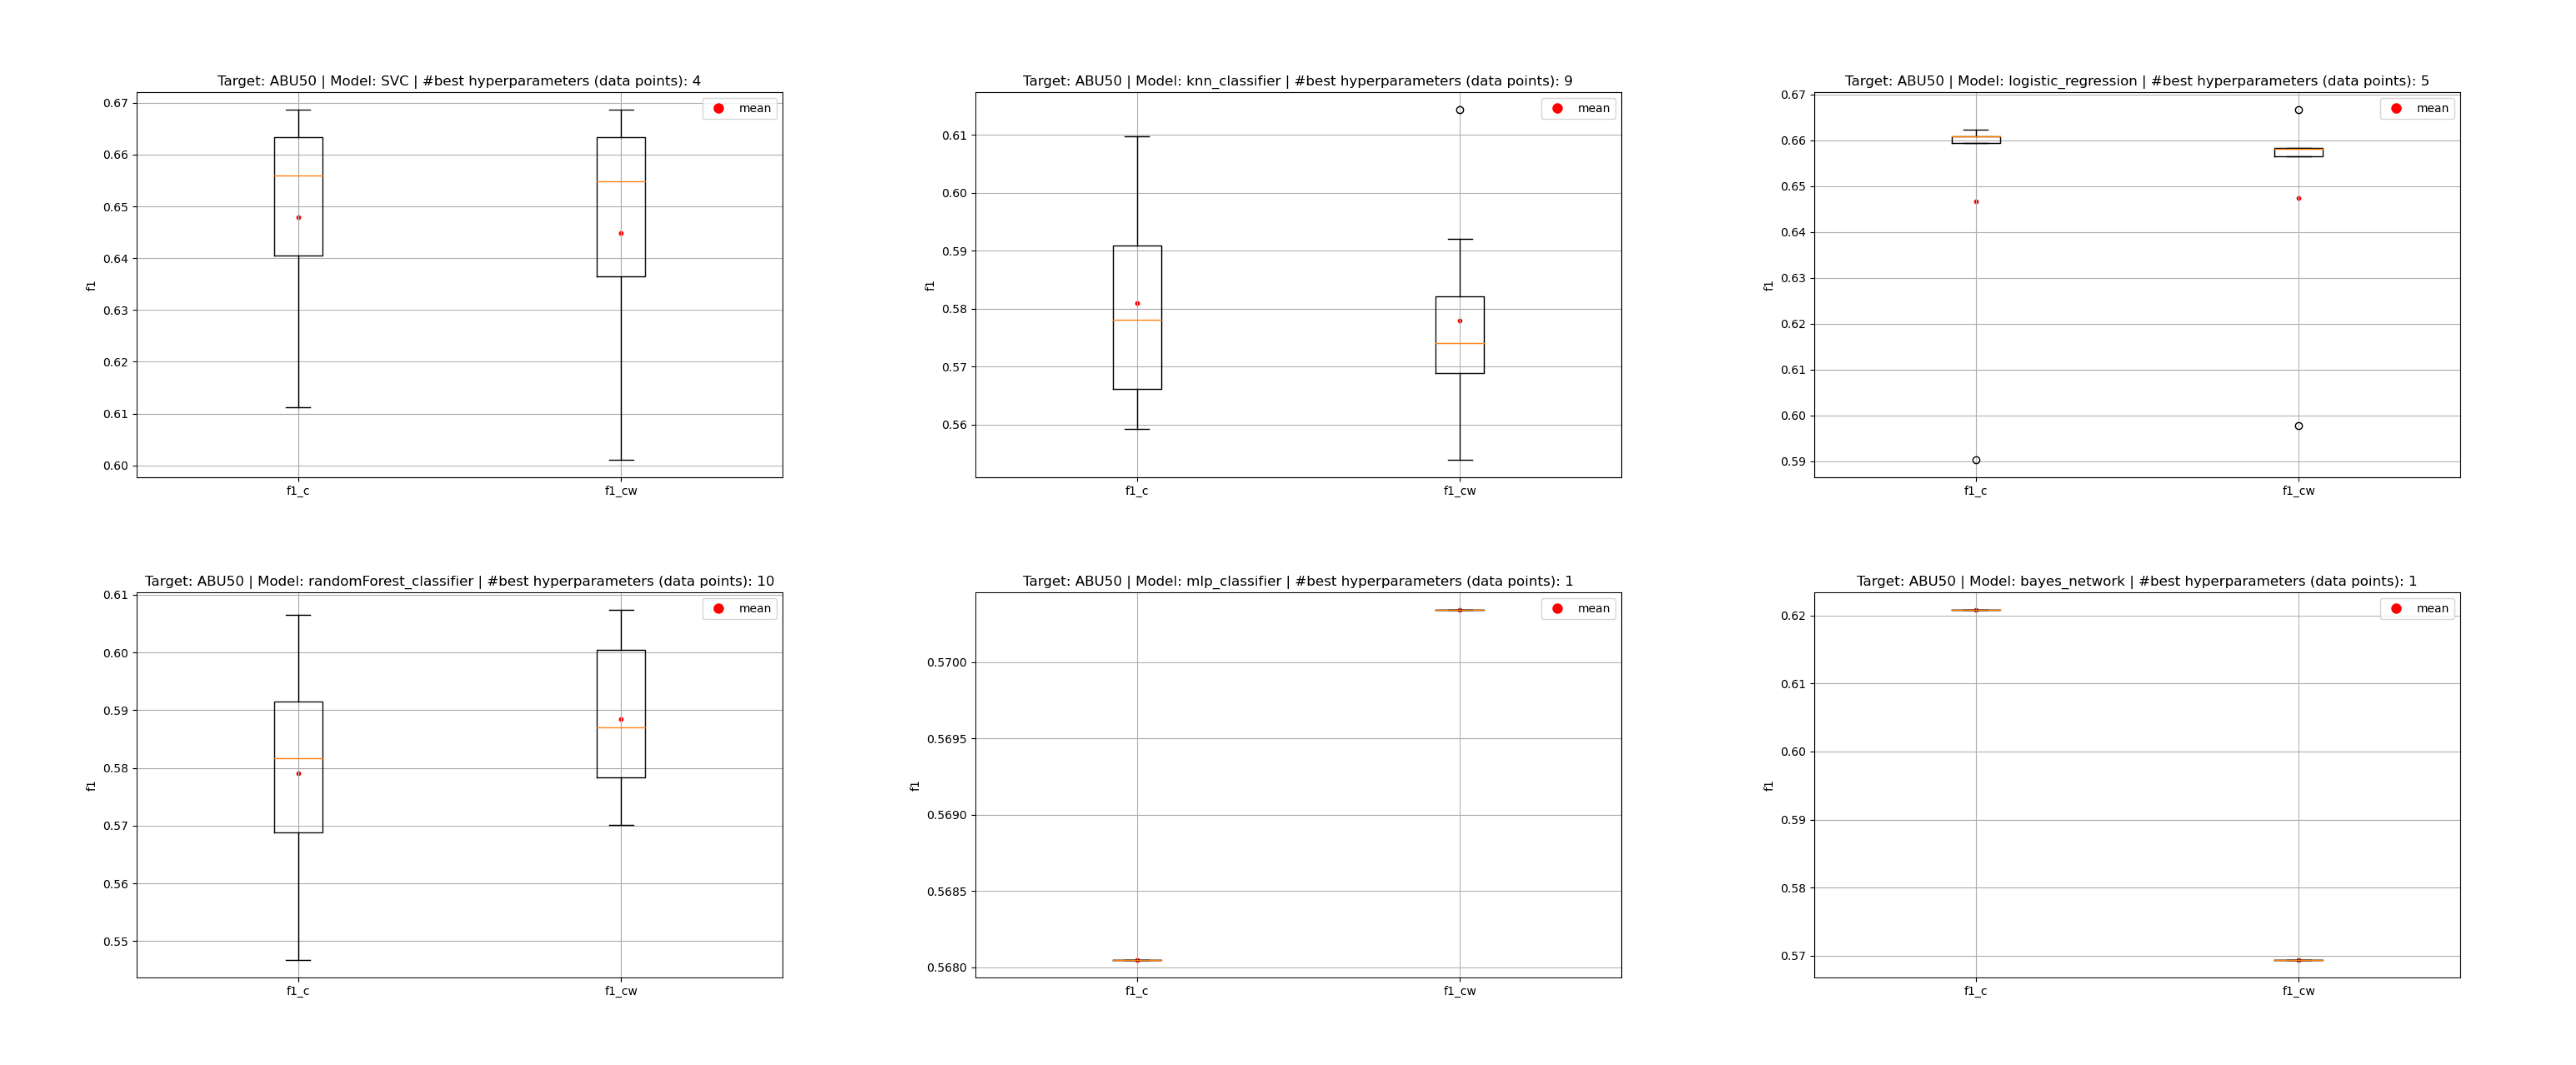 Target: ABU50 | Model: SVC | #best hyperparameters (data points): 4
mean
0.67
0.66
0.65
0.64
0.63
0.62
0.61
0.60
f1
f1_c
f1_cw
Target: ABU50 | Model: knn_classifier | #best hyperparameters (data points): 9
mean
0.61
0.60
0.59
0.58
0.57
0.56
f1
f1_c
f1_cw
Target: ABU50 | Model: logistic_regression | #best hyperparameters (data points): 5
mean
0.67
0.66
0.65
0.64
0.63
0.62
0.61
0.60
0.59
f1
f1_c
f1_cw
Target: ABU50 | Model: randomForest_classifier | #best hyperparameters (data points): 10
mean
0.61
0.60
0.59
0.58
0.57
0.56
0.55
f1
f1_c
f1_cw
Target: ABU50 | Model: mlp_classifier | #best hyperparameters (data points): 1
mean
0.5700
0.5695
0.5690
0.5685
0.5680
f1
f1_c
f1_cw
Target: ABU50 | Model: bayes_network | #best hyperparameters (data points): 1
mean
0.62
0.61
0.60
0.59
0.58
0.57
f1
f1_c
f1_cw